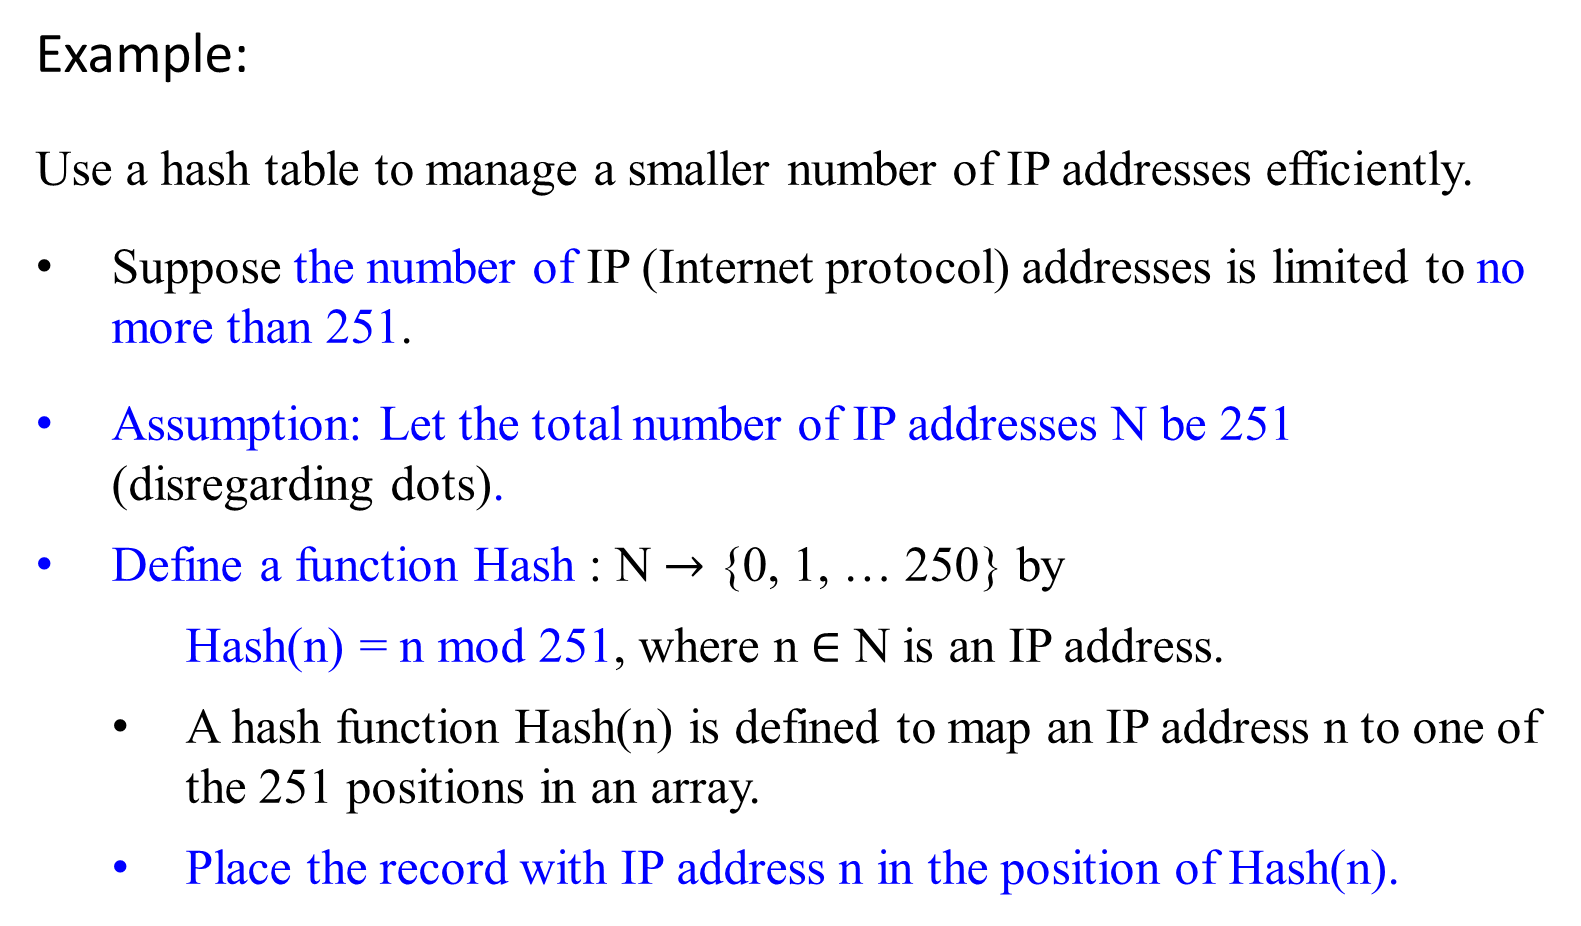 Example:
Use a hash table to manage a smaller number of IP addresses efficiently.
• Suppose the number of IP (Internet protocol) addresses is limited to no
more than 251.
• Assumption: Let the total number of IP addresses N be 251
(disregarding dots).
• Define a function Hash : N → {0, 1, … 250} by
Hash(n) = n mod 251, where n ∈ N is an IP address.
• A hash function Hash(n) is defined to map an IP address n to one of
the 251 positions in an array.
• Place the record with IP address n in the position of Hash(n).